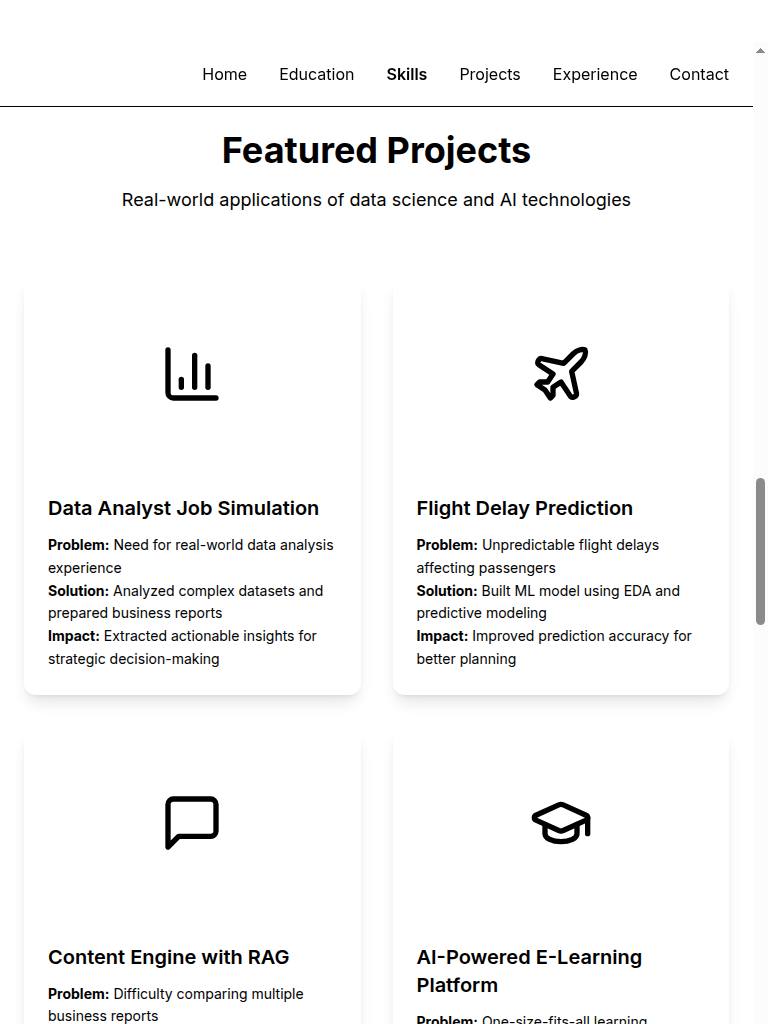 Home Education Skills Projects Experience Contact
Featured Projects
Real-world applications of data science and AI technologies
Data Analyst Job Simulation
Problem: Need for real-world data analysis
experience
Solution: Analyzed complex datasets and
prepared business reports
Impact: Extracted actionable insights for
strategic decision-making
Flight Delay Prediction
Problem: Unpredictable flight delays
affecting passengers
Solution: Built ML model using EDA and
predictive modeling
Impact: Improved prediction accuracy for
better planning
Content Engine with RAG
Problem: Difficulty comparing multiple
business reports
AI-Powered E-Learning
Platform
Problem: One-size-fits-all learning